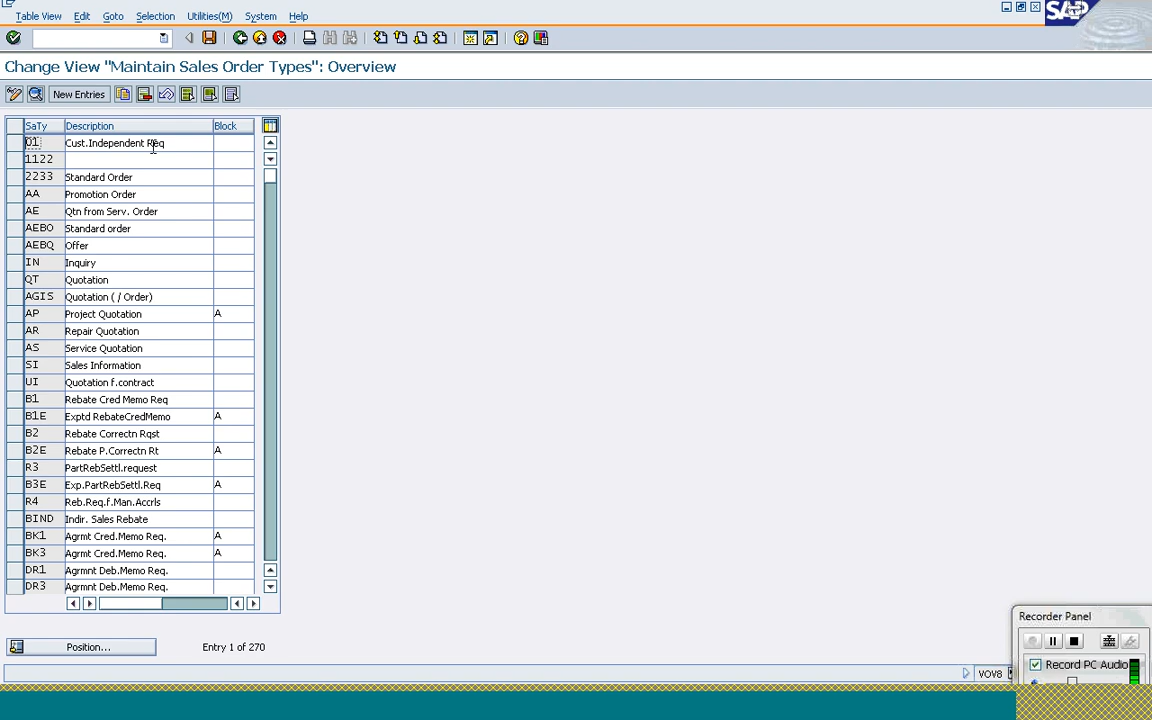 Table View Edit Goto Selection Utilities(M) System Help
SAP
Change View "Maintain Sales Order Types": Overview
New Entries
SaTy Description Block
01 Cust.Independent Req
1122
2233 Standard Order
AA Promotion Order
AE Qtn from Serv. Order
AEBO Standard order
AEBQ Offer
IN Inquiry
QT Quotation
AGIS Quotation ( / Order)
AP Project Quotation A
AR Repair Quotation
AS Service Quotation
SI Sales Information
UI Quotation f.contract
B1 Rebate Cred Memo Req
B1E Exptd RebateCredMemo A
B2 Rebate Correctn Rqst
B2E Rebate P.Correctn Rt A
R3 PartRebSettl.request
B3E Exp.PartRebSettl.Req A
R4 Reb.Req.f.Man.Accrls
BIND Indir. Sales Rebate
BK1 Agrmt Cred.Memo Req. A
BK3 Agrmt Cred.Memo Req. A
DR1 Agrmnt Deb.Memo Req.
DR3 Agrmnt Deb.Memo Req.
Position... Entry 1 of 270
Recorder Panel
Record PC Audio
VOV8